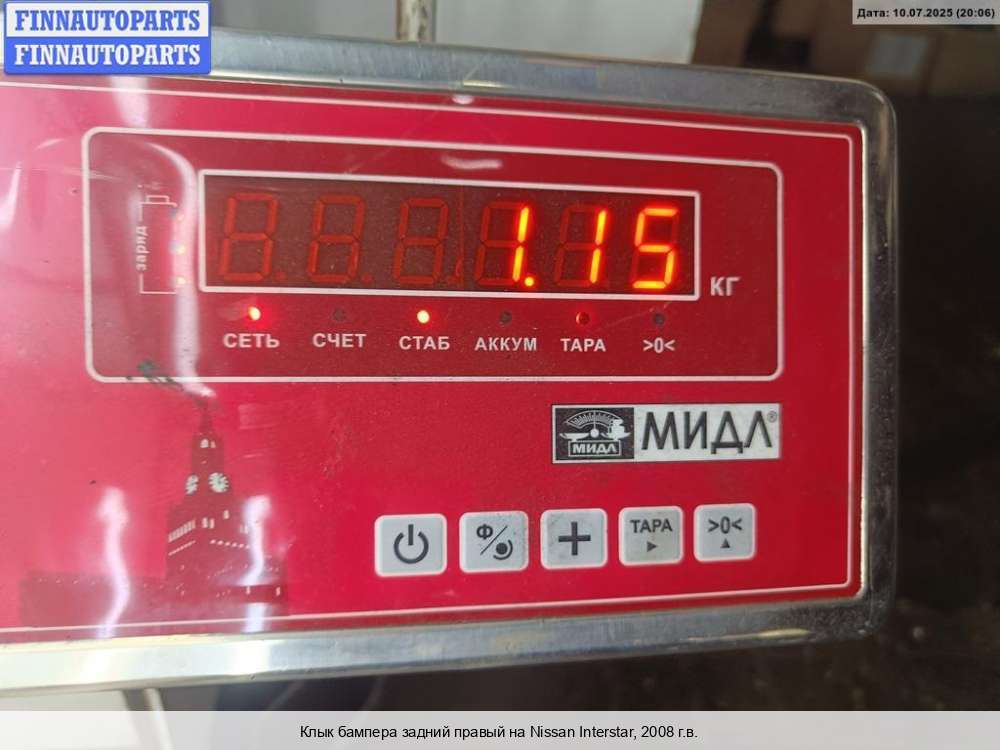 FINNAUTOPARTS
FINNAUTOPARTS
Дата: 10.07.2025 (20:06)
заряд
1.15
КГ
СЕТЬ СЧЕТ СТАБ АККУМ ТАРА >0<
МИДЛ МИДЛ®
Ф/ + ТАРА >0<
Клык бампера задний правый на Nissan Interstar, 2008 г.в.